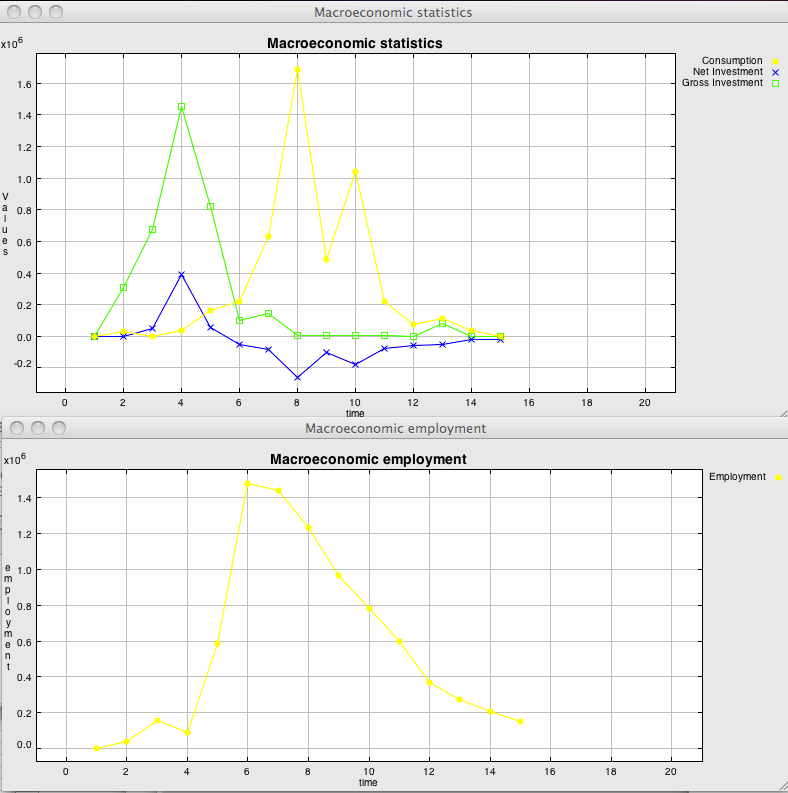 Macroeconomic statistics
Macroeconomic statistics
x10^6
Consumption
Net Investment
Gross Investment
1.6
1.4
1.2
1.0
0.8
0.6
0.4
0.2
0.0
-0.2
Values
0 2 4 6 8 10 12 14 16 18 20
time
Macroeconomic employment
Macroeconomic employment
x10^6
Employment
1.4
1.2
1.0
0.8
0.6
0.4
0.2
0.0
employment
0 2 4 6 8 10 12 14 16 18 20
time